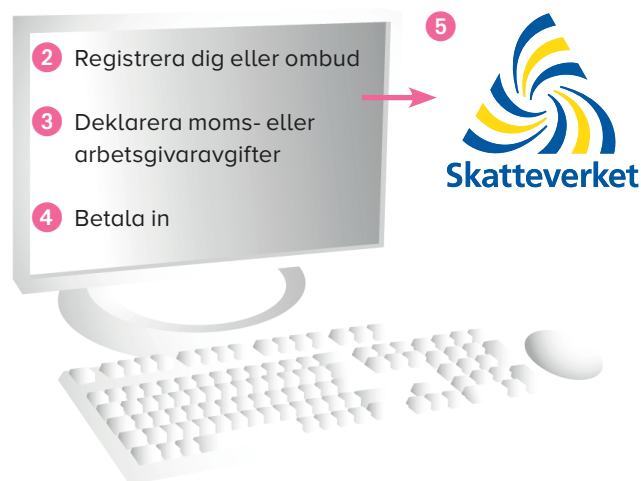 2 Registrera dig eller ombud
3 Deklarera moms- eller
arbetsgivaravgifter
4 Betala in
5
Skatteverket